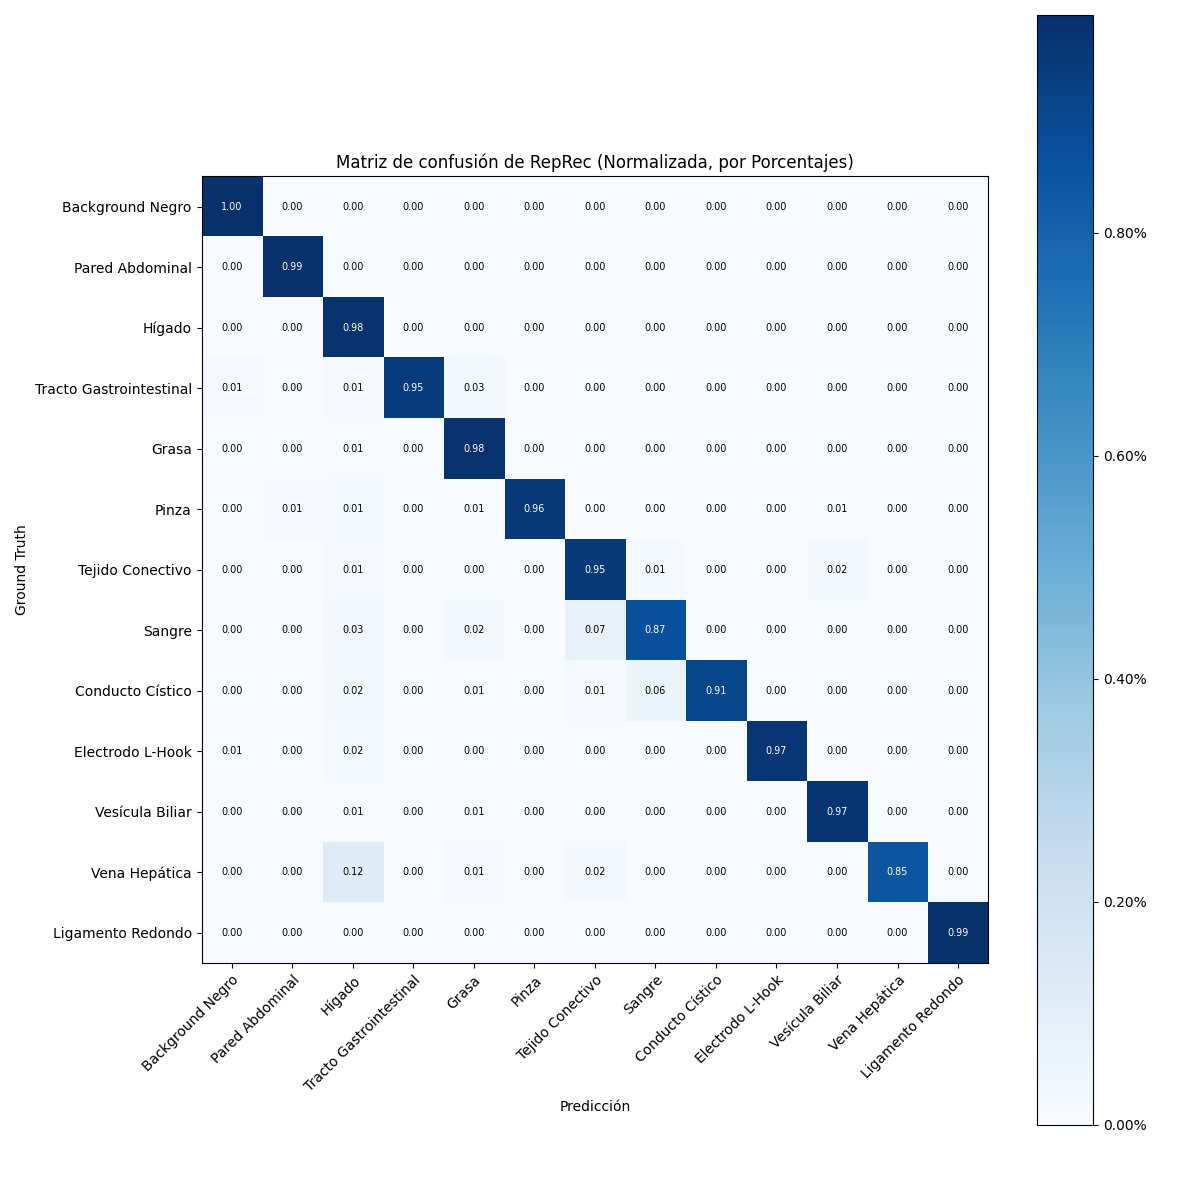 Matriz de confusión de RepRec (Normalizada, por Porcentajes)
Ground Truth
Background Negro 1.00 0.00 0.00 0.00 0.00 0.00 0.00 0.00 0.00 0.00 0.00 0.00 0.00
Pared Abdominal 0.00 0.99 0.00 0.00 0.00 0.00 0.00 0.00 0.00 0.00 0.00 0.00 0.00
Hígado 0.00 0.00 0.98 0.00 0.00 0.00 0.00 0.00 0.00 0.00 0.00 0.00 0.00
Tracto Gastrointestinal 0.01 0.00 0.01 0.95 0.03 0.00 0.00 0.00 0.00 0.00 0.00 0.00 0.00
Grasa 0.00 0.00 0.01 0.00 0.98 0.00 0.00 0.00 0.00 0.00 0.00 0.00 0.00
Pinza 0.00 0.01 0.01 0.00 0.01 0.96 0.00 0.00 0.00 0.00 0.01 0.00 0.00
Tejido Conectivo 0.00 0.00 0.01 0.00 0.00 0.00 0.95 0.01 0.00 0.00 0.02 0.00 0.00
Sangre 0.00 0.00 0.03 0.00 0.02 0.00 0.07 0.87 0.00 0.00 0.00 0.00 0.00
Conducto Cístico 0.00 0.00 0.02 0.00 0.01 0.00 0.01 0.06 0.91 0.00 0.00 0.00 0.00
Electrodo L-Hook 0.01 0.00 0.02 0.00 0.00 0.00 0.00 0.00 0.00 0.97 0.00 0.00 0.00
Vesícula Biliar 0.00 0.00 0.01 0.00 0.01 0.00 0.00 0.00 0.00 0.00 0.97 0.00 0.00
Vena Hepática 0.00 0.00 0.12 0.00 0.01 0.00 0.02 0.00 0.00 0.00 0.00 0.85 0.00
Ligamento Redondo 0.00 0.00 0.00 0.00 0.00 0.00 0.00 0.00 0.00 0.00 0.00 0.00 0.99
Background Negro
Pared Abdominal
Hígado
Tracto Gastrointestinal
Grasa
Pinza
Tejido Conectivo
Sangre
Conducto Cístico
Electrodo L-Hook
Vesícula Biliar
Vena Hepática
Ligamento Redondo
Predicción
0.80%
0.60%
0.40%
0.20%
0.00%